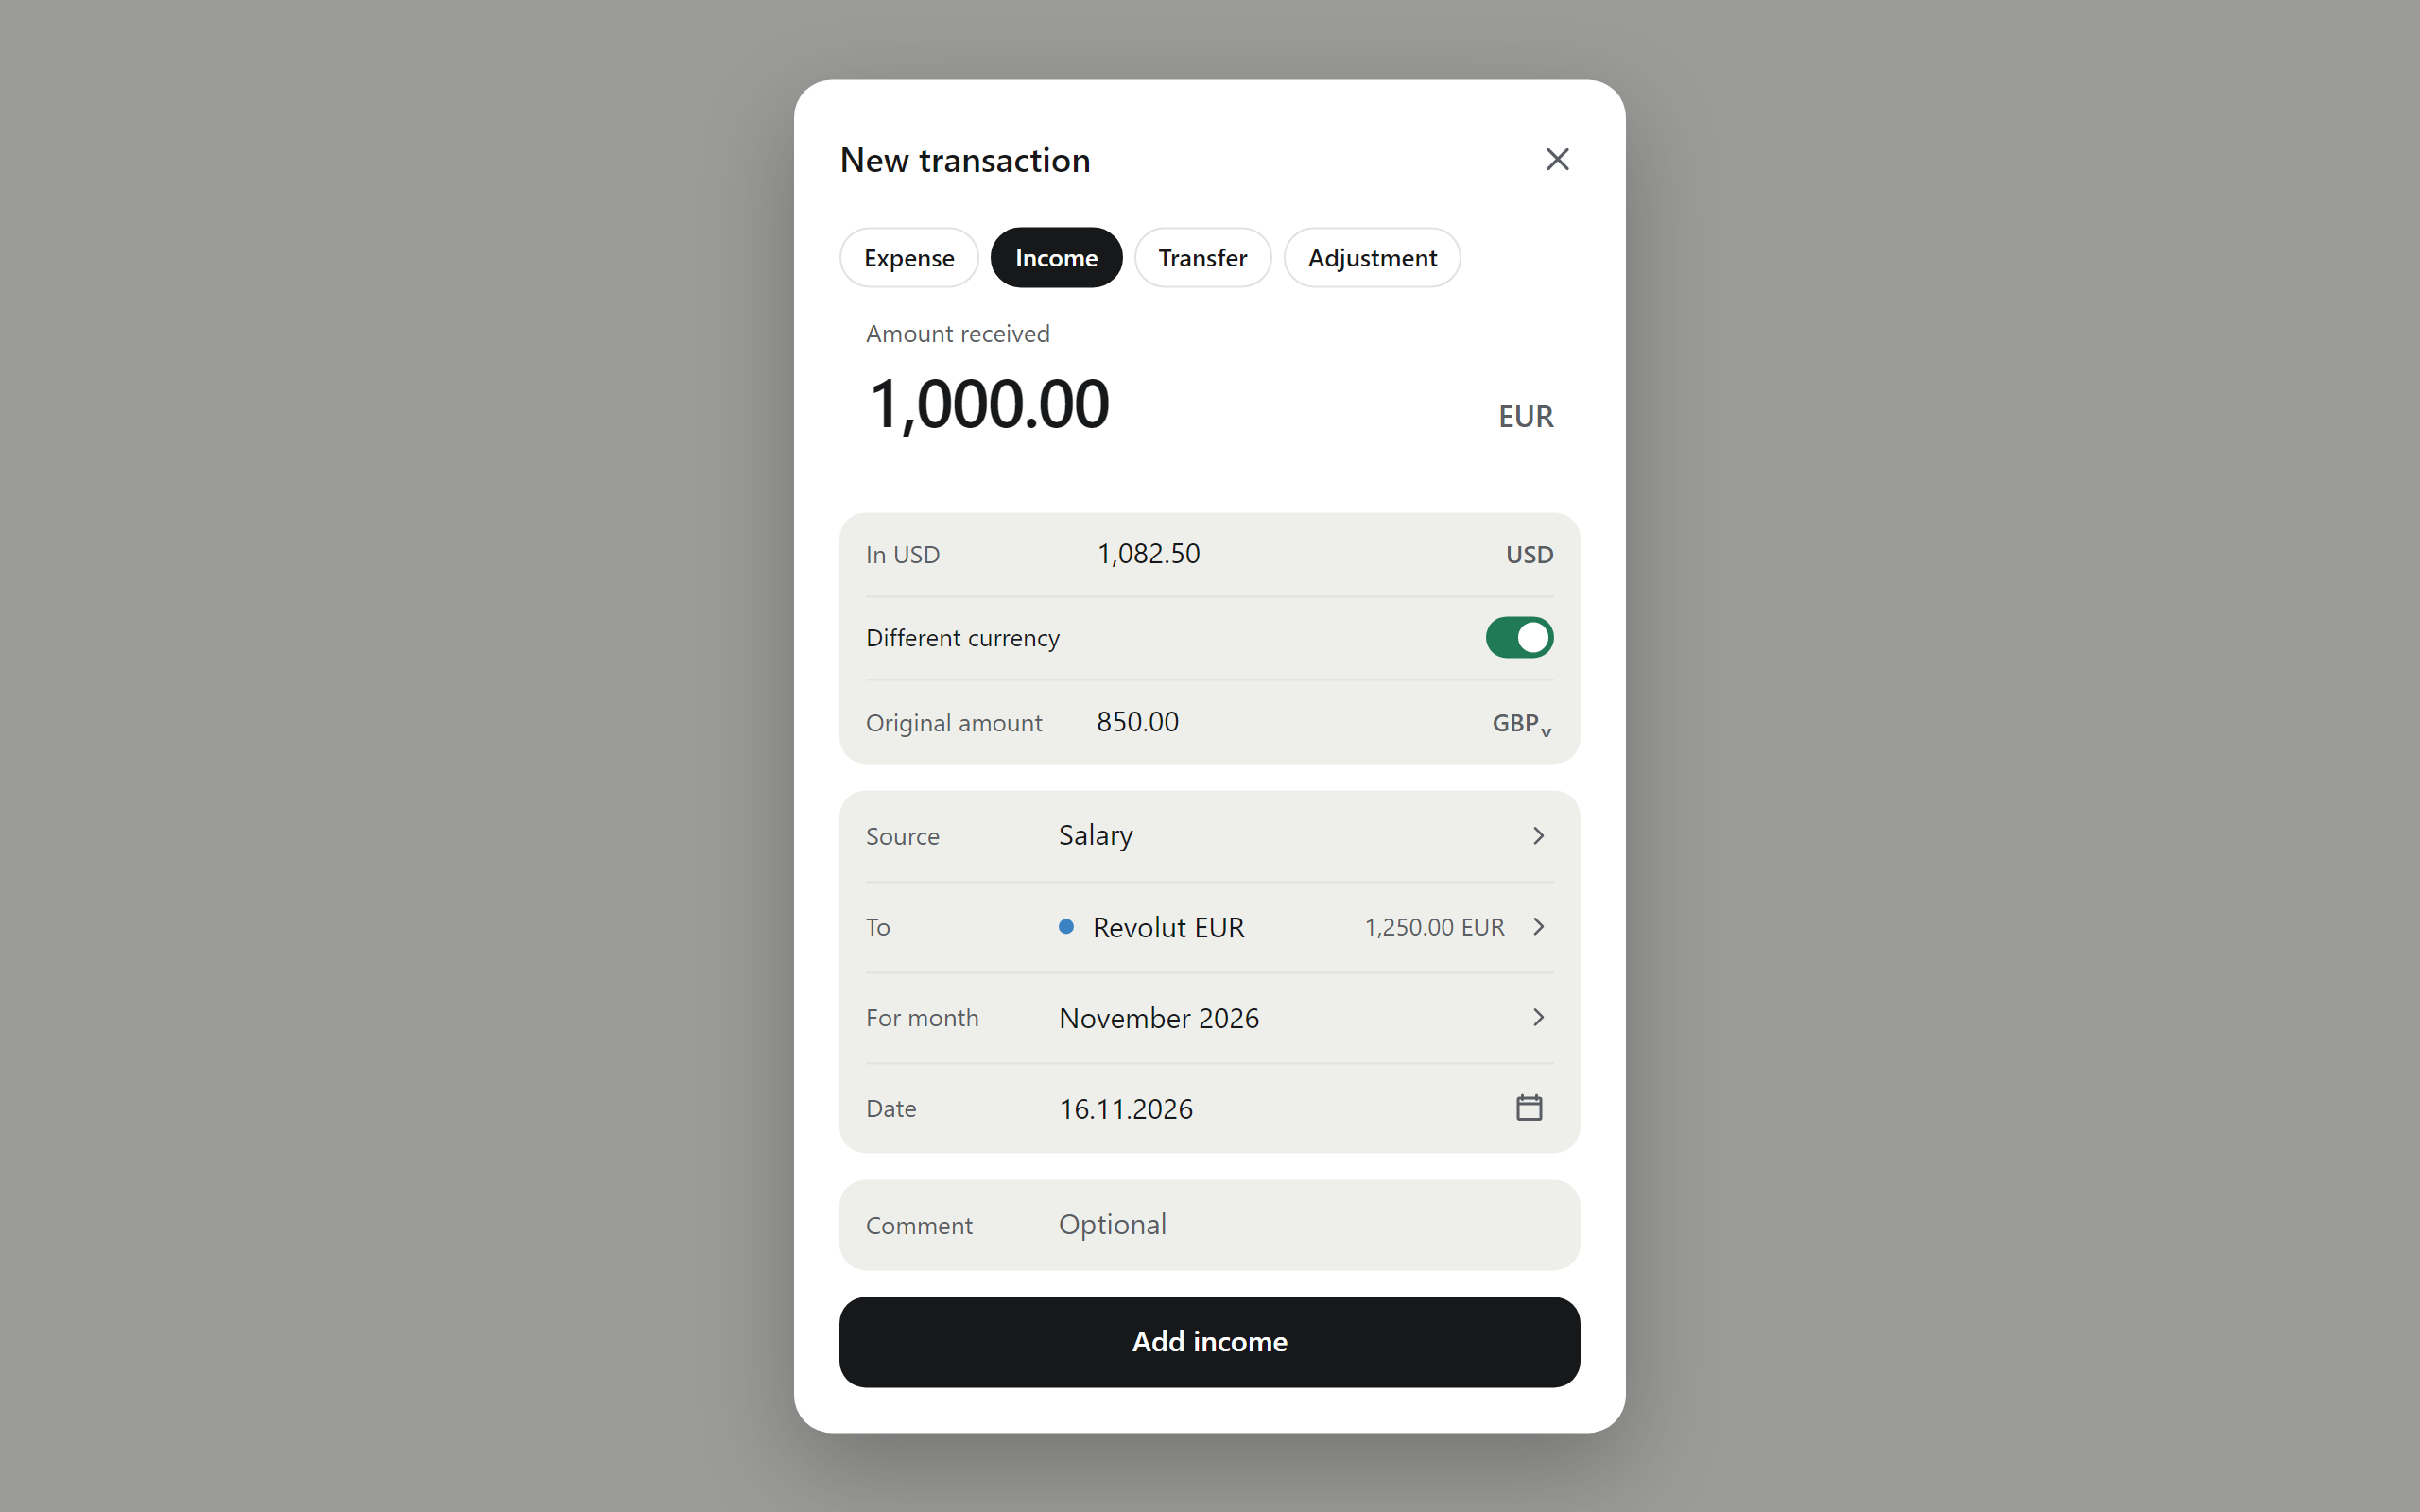 New transaction
Expense Income Transfer Adjustment
Amount received
1,000.00 EUR
In USD 1,082.50 USD
Different currency
Original amount 850.00 GBP
Source Salary
To Revolut EUR 1,250.00 EUR
For month November 2026
Date 16.11.2026
Comment Optional
Add income